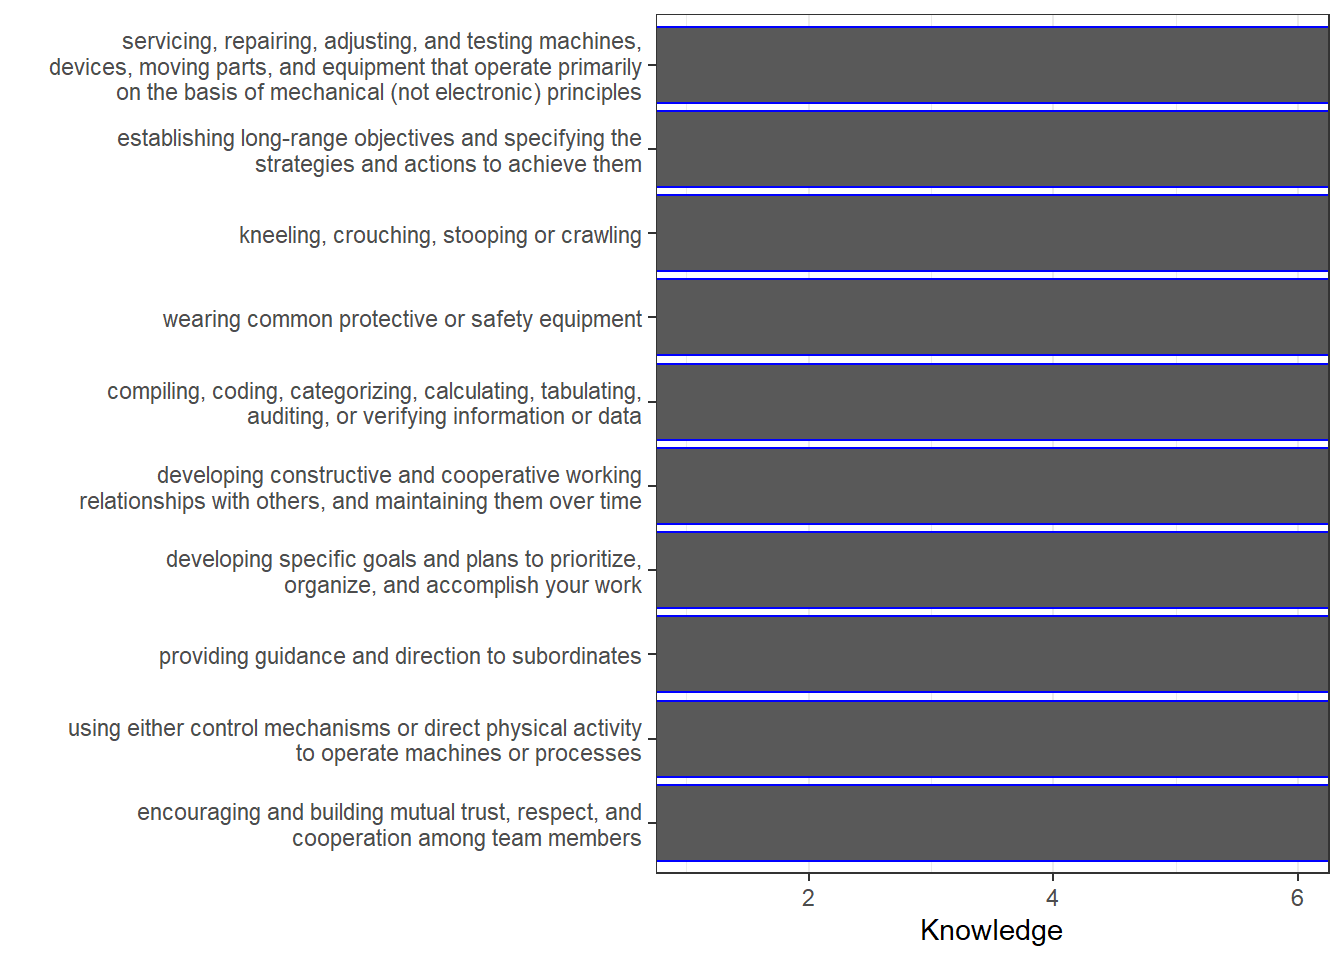 servicing, repairing, adjusting, and testing machines,
devices, moving parts, and equipment that operate primarily
on the basis of mechanical (not electronic) principles
establishing long-range objectives and specifying the
strategies and actions to achieve them
kneeling, crouching, stooping or crawling
wearing common protective or safety equipment
compiling, coding, categorizing, calculating, tabulating,
auditing, or verifying information or data
developing constructive and cooperative working
relationships with others, and maintaining them over time
developing specific goals and plans to prioritize,
organize, and accomplish your work
providing guidance and direction to subordinates
using either control mechanisms or direct physical activity
to operate machines or processes
encouraging and building mutual trust, respect, and
cooperation among team members
2 4 6
Knowledge